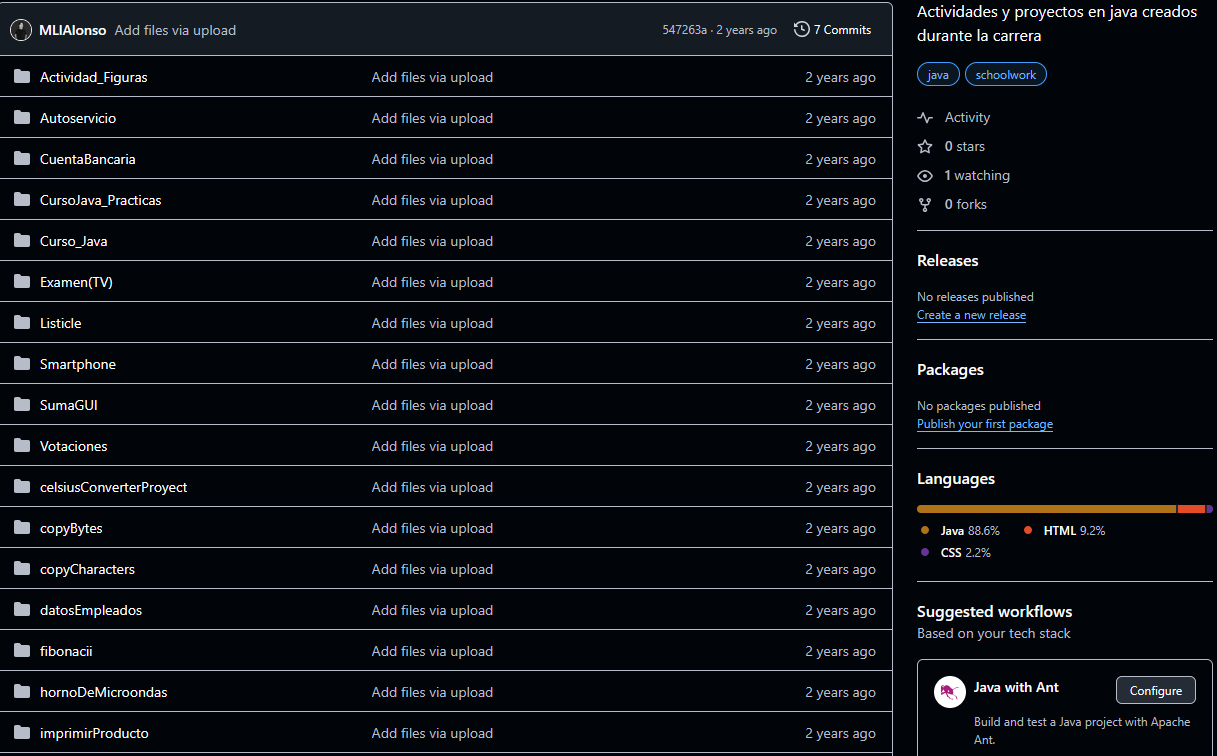 MLIAlonso Add files via upload 547263a · 2 years ago 7 Commits
Actividad_Figuras Add files via upload 2 years ago
Autoservicio Add files via upload 2 years ago
CuentaBancaria Add files via upload 2 years ago
CursoJava_Practicas Add files via upload 2 years ago
Curso_Java Add files via upload 2 years ago
Examen(TV) Add files via upload 2 years ago
Listicle Add files via upload 2 years ago
Smartphone Add files via upload 2 years ago
SumaGUI Add files via upload 2 years ago
Votaciones Add files via upload 2 years ago
celsiusConverterProyect Add files via upload 2 years ago
copyBytes Add files via upload 2 years ago
copyCharacters Add files via upload 2 years ago
datosEmpleados Add files via upload 2 years ago
fibonacii Add files via upload 2 years ago
hornoDeMicroondas Add files via upload 2 years ago
imprimirProducto Add files via upload 2 years ago
Actividades y proyectos en java creados
durante la carrera
java schoolwork
Activity
0 stars
1 watching
0 forks
Releases
No releases published
Create a new release
Packages
No packages published
Publish your first package
Languages
Java 88.6% HTML 9.2%
CSS 2.2%
Suggested workflows
Based on your tech stack
Java with Ant Configure
Build and test a Java project with Apache
Ant.